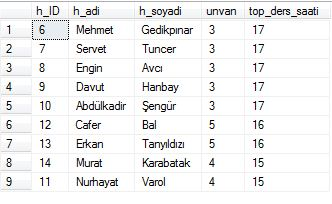 h_ID h_adi h_soyadi unvan top_ders_saati
1 6 Mehmet Gedikpınar 3 17
2 7 Servet Tuncer 3 17
3 8 Engin Avcı 3 17
4 9 Davut Hanbay 3 17
5 10 Abdülkadir Şengür 3 17
6 12 Cafer Bal 5 16
7 13 Erkan Tanyıldızı 5 16
8 14 Murat Karabatak 4 15
9 11 Nurhayat Varol 4 15